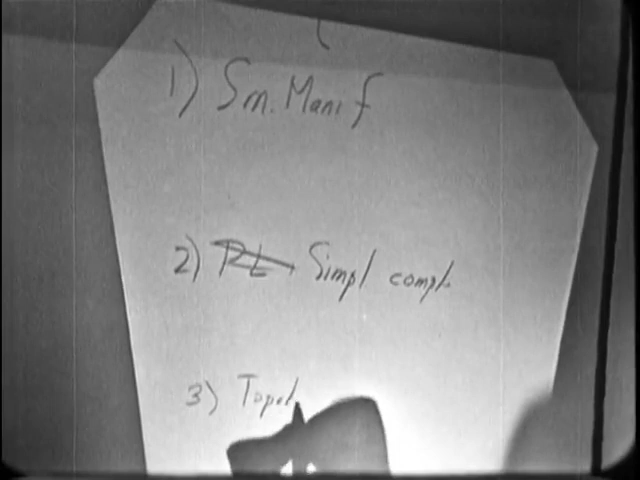 1) Sm. Manif
2) PL Simpl compl.
3) Topol